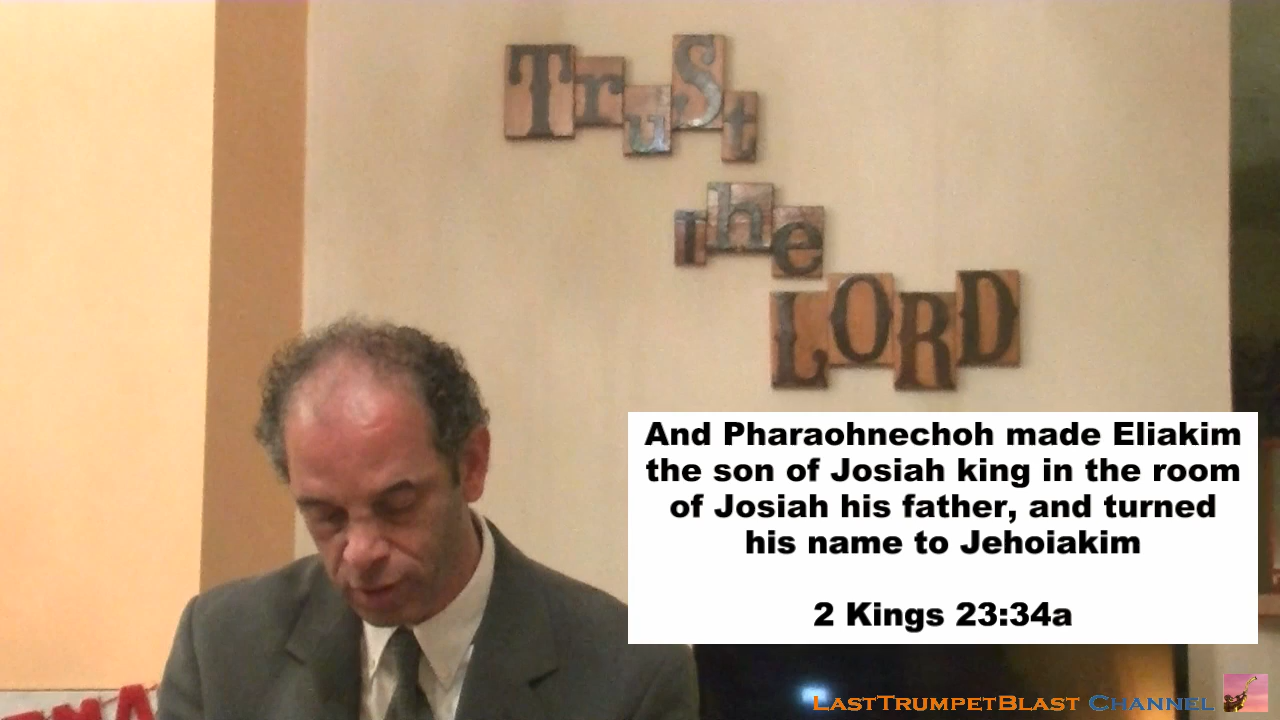 Trust
the
LORD
And Pharaohnechoh made Eliakim
the son of Josiah king in the room
of Josiah his father, and turned
his name to Jehoiakim
2 Kings 23:34a
LastTrumpetBlast Channel